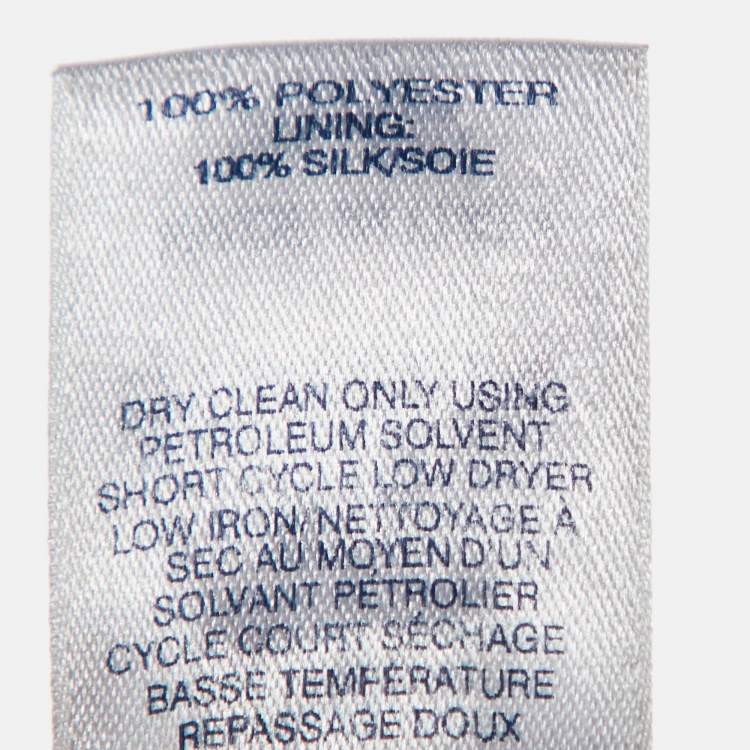 100% POLYESTER
LINING:
100% SILK/SOIE
DRY CLEAN ONLY USING
PETROLEUM SOLVENT
SHORT CYCLE LOW DRYER
LOW IRON/NETTOYAGE A
SEC AU MOYEN D'UN
SOLVANT PÉTROLIER
CYCLE COURT SÉCHAGE
BASSE TEMPÉRATURE
REPASSAGE DOUX